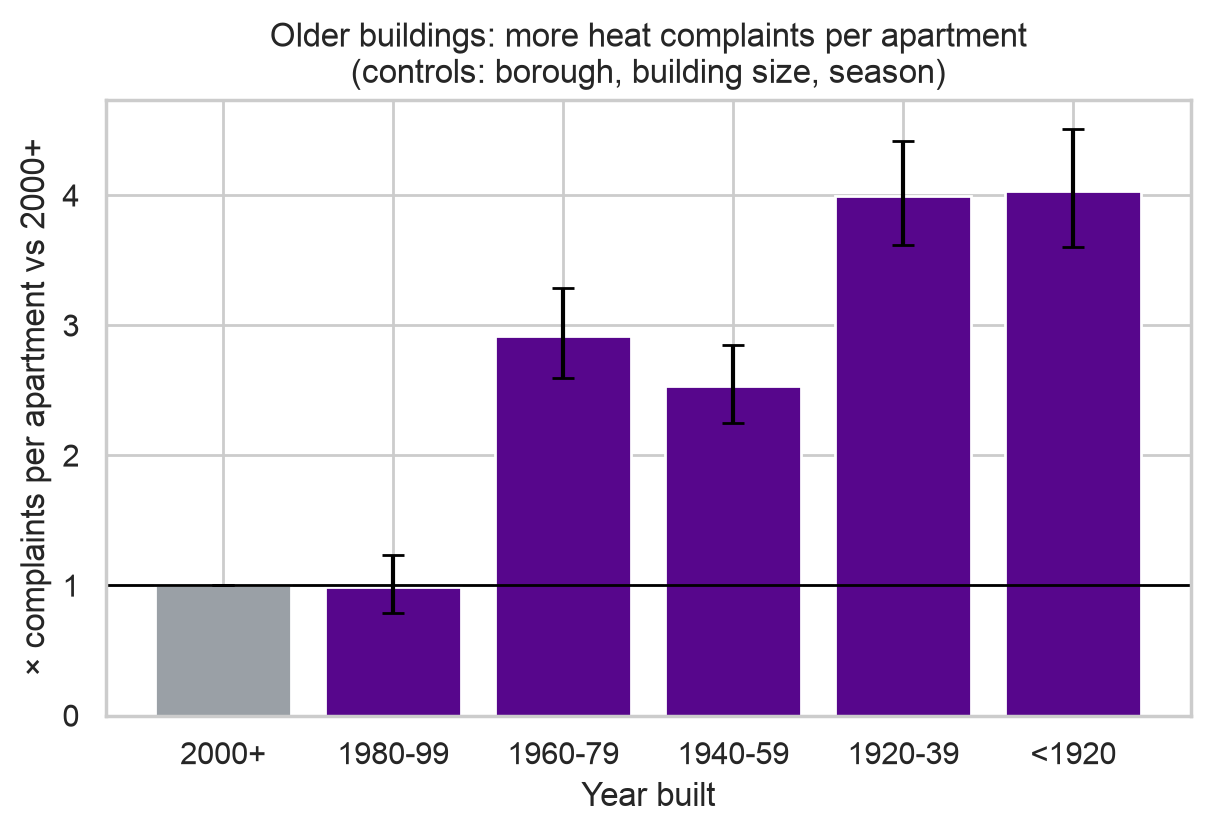 Older buildings: more heat complaints per apartment
(controls: borough, building size, season)
× complaints per apartment vs 2000+
4
3
2
1
0
2000+
1980-99
1960-79
1940-59
1920-39
<1920
Year built